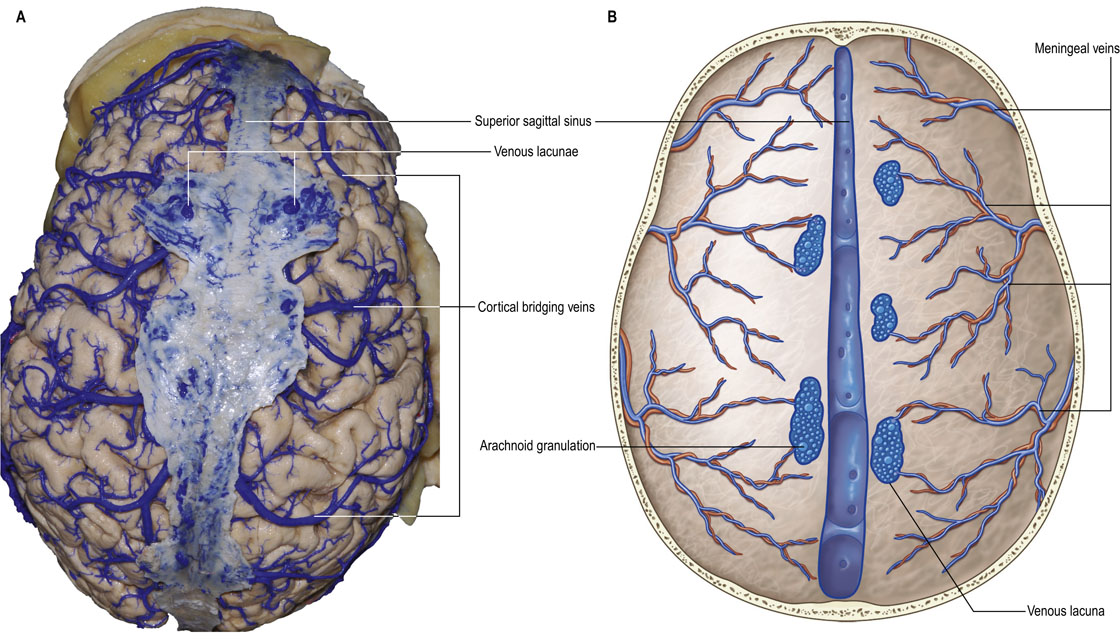 A
B
Meningeal veins
Superior sagittal sinus
Venous lacunae
Cortical bridging veins
Arachnoid granulation
Venous lacuna